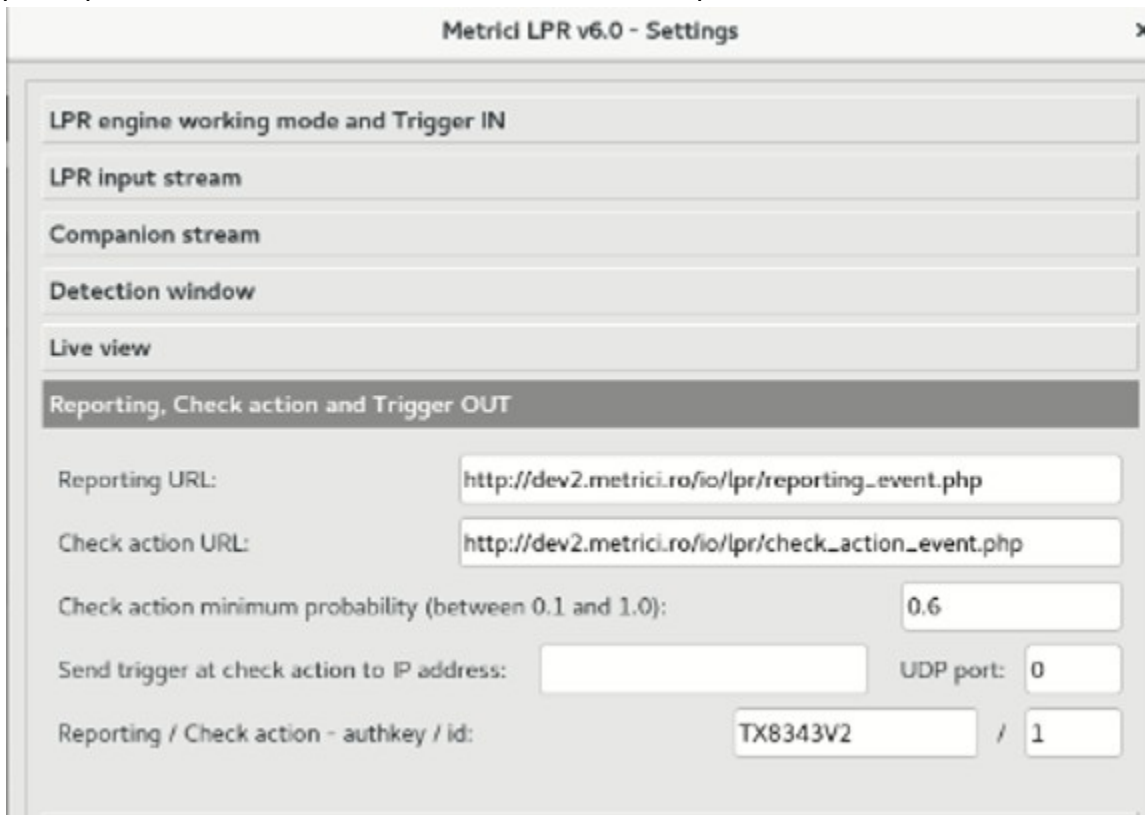 Metrici LPR v6.0 - Settings
LPR engine working mode and Trigger IN
LPR input stream
Companion stream
Detection window
Live view
Reporting, Check action and Trigger OUT
Reporting URL: http://dev2.metrici.ro/io/lpr/reporting_event.php
Check action URL: http://dev2.metrici.ro/io/lpr/check_action_event.php
Check action minimum probability (between 0.1 and 1.0): 0.6
Send trigger at check action to IP address: UDP port: 0
Reporting / Check action - authkey / id: TX8343V2 / 1